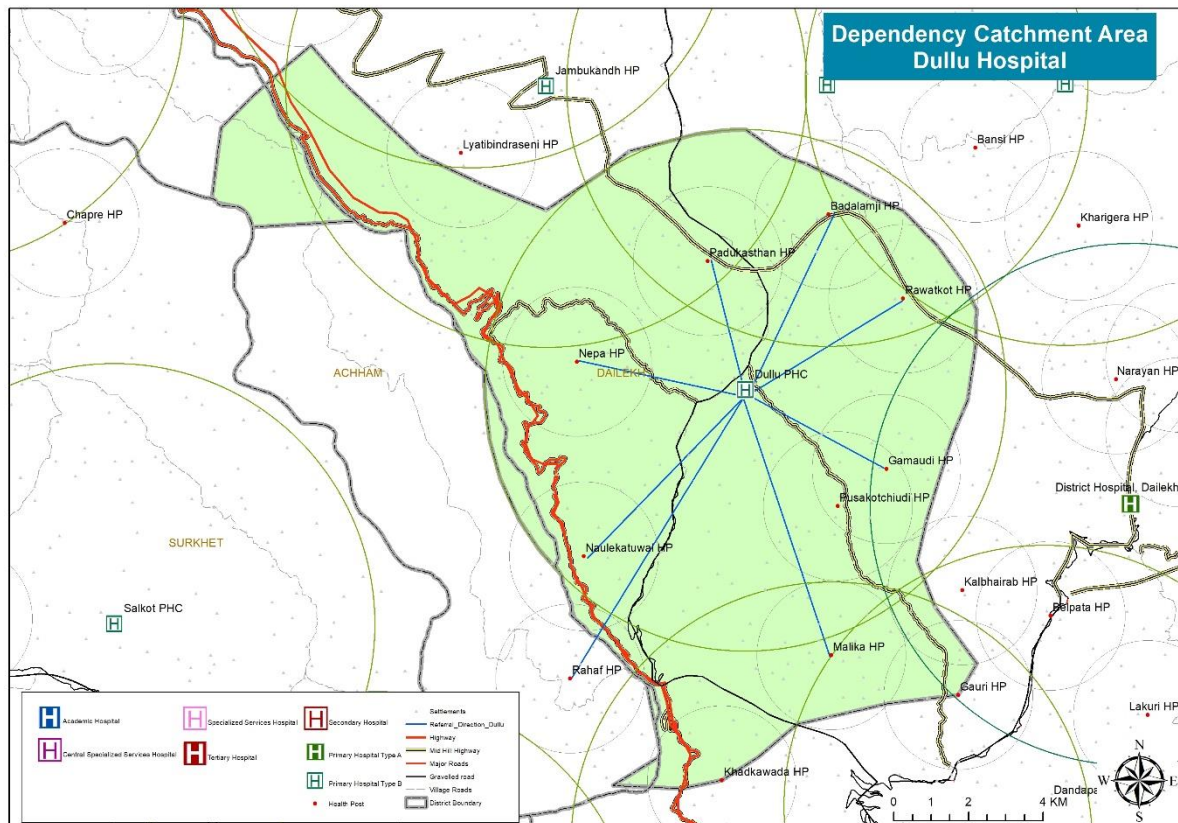 Dependency Catchment Area
Dullu Hospital
Jambukandh HP
Lyatibindraseni HP
Bansi HP
Chapre HP
Badalamji HP
Kharigera HP
Padukasthan HP
Rawatkot HP
Nepa HP
ACHHAM
DAILEKH
Dullu PHC
Narayan HP
Gamaudi HP
District Hospital, Dailekh
Pusakotchiudi HP
SURKHET
Naulekatuwal HP
Kalbhairab HP
Salkot PHC
Belpata HP
Malika HP
Rahaf HP
Gauri HP
Lakuri HP
Khadkawada HP
Dandapa
Academic Hospital
Central Specialized Services Hospital
Specialized Services Hospital
Tertiary Hospital
Secondary Hospital
Primary Hospital Type A
Primary Hospital Type B
Health Post
Settlements
Referral_Direction_Dullu
Highway
Mid Hill Highway
Major Roads
Gravelled road
Village Roads
District Boundary
0 1 2 4 KM
N
W E
S